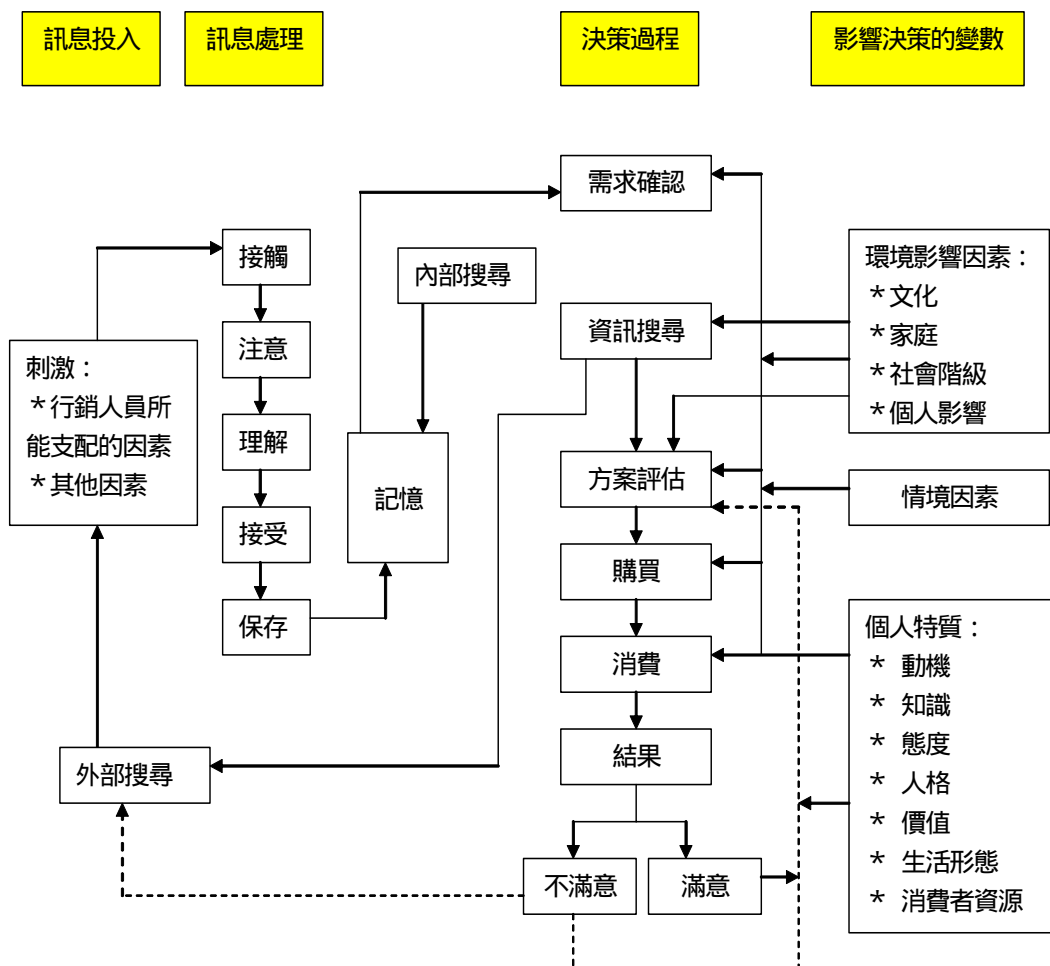 訊息投入
訊息處理
決策過程
影響決策的變數
需求確認
接觸
內部搜尋
環境影響因素：
*文化
*家庭
*社會階級
*個人影響
資訊搜尋
注意
刺激：
*行銷人員所
能支配的因素
*其他因素
理解
記憶
方案評估
情境因素
接受
購買
保存
個人特質：
* 動機
* 知識
* 態度
* 人格
* 價值
* 生活形態
* 消費者資源
消費
結果
外部搜尋
不滿意
滿意